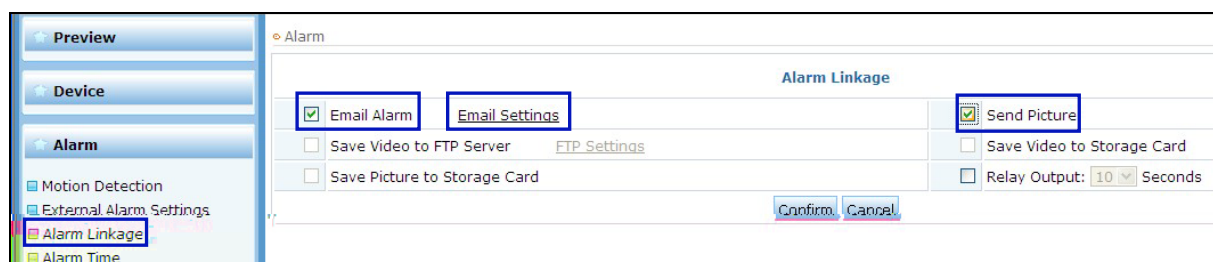 Preview
Alarm
Alarm Linkage
Device
Email Alarm Email Settings Send Picture
Alarm
Save Video to FTP Server FTP Settings Save Video to Storage Card
Save Picture to Storage Card Relay Output: 10 Seconds
Motion Detection
External Alarm Settings
Confirm Cancel
Alarm Linkage
Alarm Time